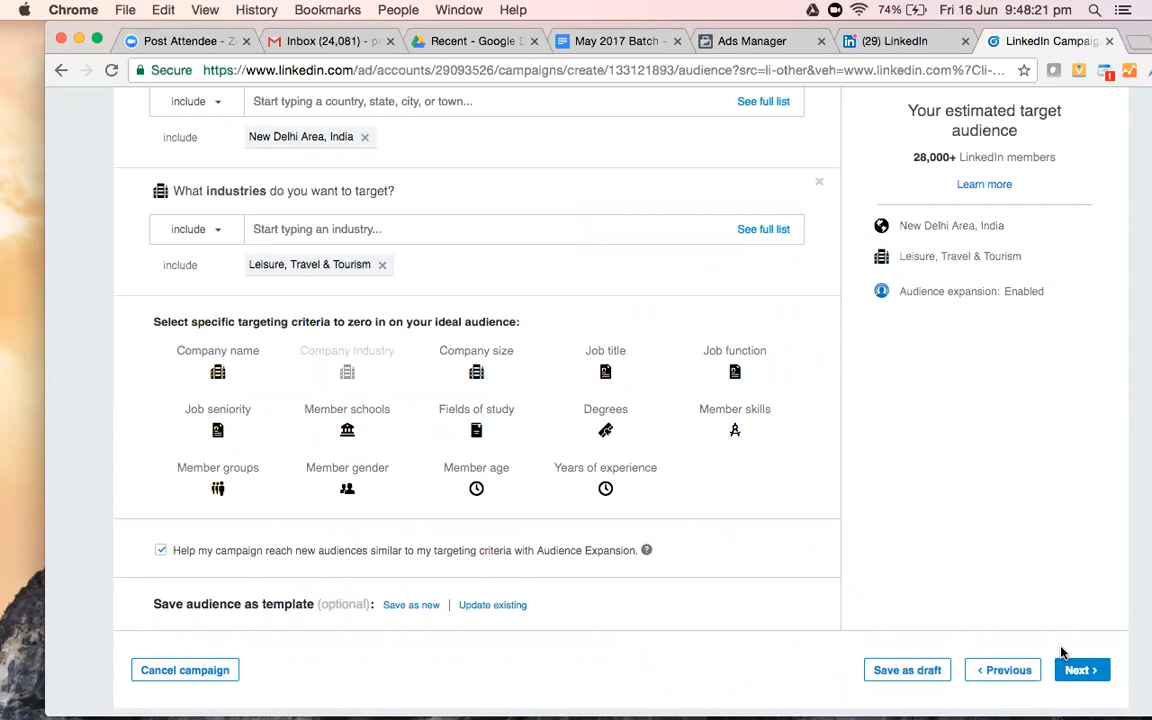 Chrome File Edit View History Bookmarks People Window Help 74% Fri 16 Jun 9:48:21 pm
Post Attendee - Z Inbox (24,081) - p Recent - Google D May 2017 Batch - Ads Manager (29) LinkedIn LinkedIn Campai
Secure https://www.linkedin.com/ad/accounts/29093526/campaigns/create/133121893/audience?src=li-other&veh=www.linkedin.com%7Cli-...
include Start typing a country, state, city, or town... See full list
include New Delhi Area, India
What industries do you want to target?
include Start typing an industry... See full list
include Leisure, Travel & Tourism
Select specific targeting criteria to zero in on your ideal audience:
Company name Company industry Company size Job title Job function
Job seniority Member schools Fields of study Degrees Member skills
Member groups Member gender Member age Years of experience
Help my campaign reach new audiences similar to my targeting criteria with Audience Expansion. ?
Save audience as template (optional): Save as new | Update existing
Cancel campaign Save as draft < Previous Next >
Your estimated target
audience
28,000+ LinkedIn members
Learn more
New Delhi Area, India
Leisure, Travel & Tourism
Audience expansion: Enabled